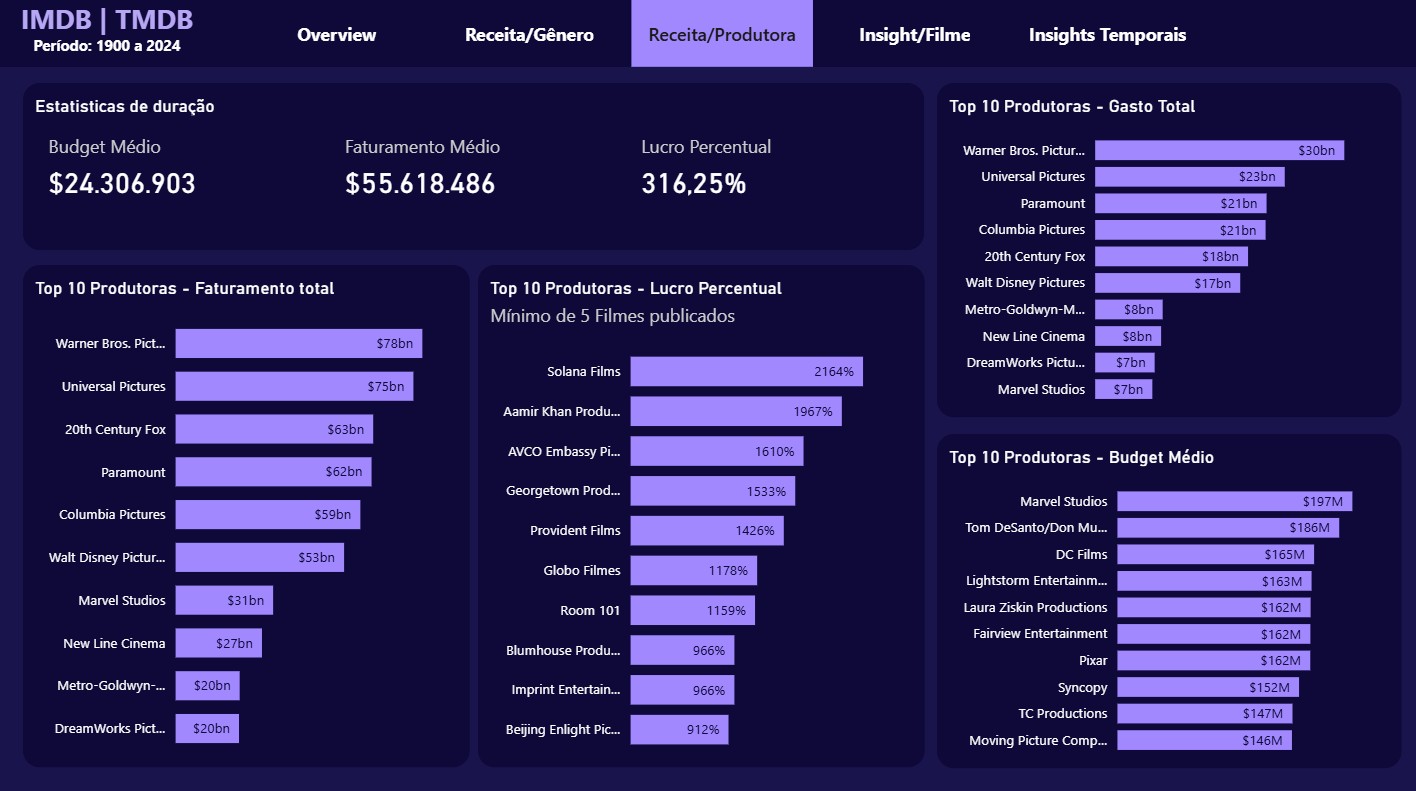 IMDB | TMDB
Período: 1900 a 2024
Overview
Receita/Gênero
Receita/Produtora
Insight/Filme
Insights Temporais
Estatisticas de duração
Budget Médio
$24.306.903
Faturamento Médio
$55.618.486
Lucro Percentual
316,25%
Top 10 Produtoras - Faturamento total
Warner Bros. Pict... $78bn
Universal Pictures $75bn
20th Century Fox $63bn
Paramount $62bn
Columbia Pictures $59bn
Walt Disney Pictur... $53bn
Marvel Studios $31bn
New Line Cinema $27bn
Metro-Goldwyn-... $20bn
DreamWorks Pict... $20bn
Top 10 Produtoras - Lucro Percentual
Mínimo de 5 Filmes publicados
Solana Films 2164%
Aamir Khan Produ... 1967%
AVCO Embassy Pi... 1610%
Georgetown Prod... 1533%
Provident Films 1426%
Globo Filmes 1178%
Room 101 1159%
Blumhouse Produ... 966%
Imprint Entertain... 966%
Beijing Enlight Pic... 912%
Top 10 Produtoras - Gasto Total
Warner Bros. Pictur... $30bn
Universal Pictures $23bn
Paramount $21bn
Columbia Pictures $21bn
20th Century Fox $18bn
Walt Disney Pictures $17bn
Metro-Goldwyn-M... $8bn
New Line Cinema $8bn
DreamWorks Pictu... $7bn
Marvel Studios $7bn
Top 10 Produtoras - Budget Médio
Marvel Studios $197M
Tom DeSanto/Don Mu... $186M
DC Films $165M
Lightstorm Entertainm... $163M
Laura Ziskin Productions $162M
Fairview Entertainment $162M
Pixar $162M
Syncopy $152M
TC Productions $147M
Moving Picture Comp... $146M